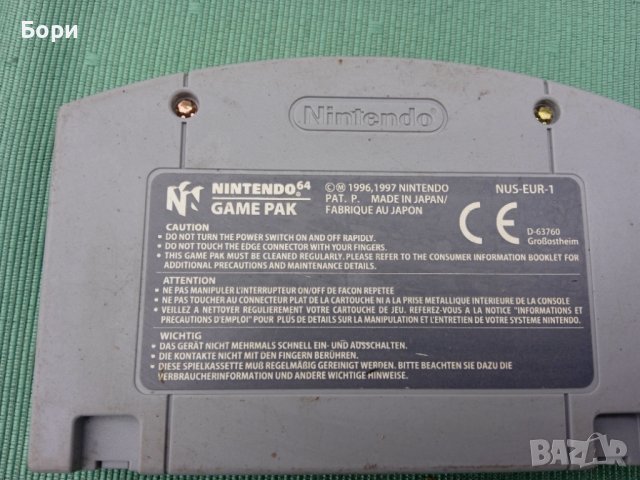 Бори
Nintendo
NINTENDO 64
GAME PAK
©Ⓜ 1996,1997 NINTENDO
PAT. P. MADE IN JAPAN/
FABRIQUE AU JAPON
NUS-EUR-1
CE
D-63760
Großostheim
CAUTION
• DO NOT TURN THE POWER SWITCH ON AND OFF RAPIDLY.
• DO NOT TOUCH THE EDGE CONNECTOR WITH YOUR FINGERS.
• THIS GAME PAK MUST BE CLEANED REGULARLY. PLEASE REFER TO THE CONSUMER INFORMATION BOOKLET FOR
ADDITIONAL PRECAUTIONS AND MAINTENANCE DETAILS.
ATTENTION
• NE PAS MANIPULER L'INTERRUPTEUR ON/OFF DE FACON REPETEE
• NE PAS TOUCHER AU CONNECTEUR PLAT DE LA CARTOUCHE NI A LA PRISE METALLIQUE INTERIEURE DE LA CONSOLE
• VEILLEZ A NETTOYER REGULIEREMENT VOTRE CARTOUCHE DE JEU. REFEREZ-VOUS A LA NOTICE "INFORMATIONS ET
PRECAUTIONS D'EMPLOI" POUR PLUS DE DETAILS SUR LA MANIPULATION ET L'ENTRETIEN DE VOTRE SYSTEME NINTENDO.
WICHTIG
• DAS GERÄT NICHT MEHRMALS SCHNELL EIN- UND AUSSCHALTEN.
• DIE KONTAKTE NICHT MIT DEN FINGERN BERÜHREN.
• DIESE SPIELKASSETTE MUß REGELMÄßIG GEREINIGT WERDEN. BITTE BEACHTEN SIE DAZU DIE
VERBRAUCHERINFORMATION UND ANDERE WICHTIGE HINWEISE.
BAZAR